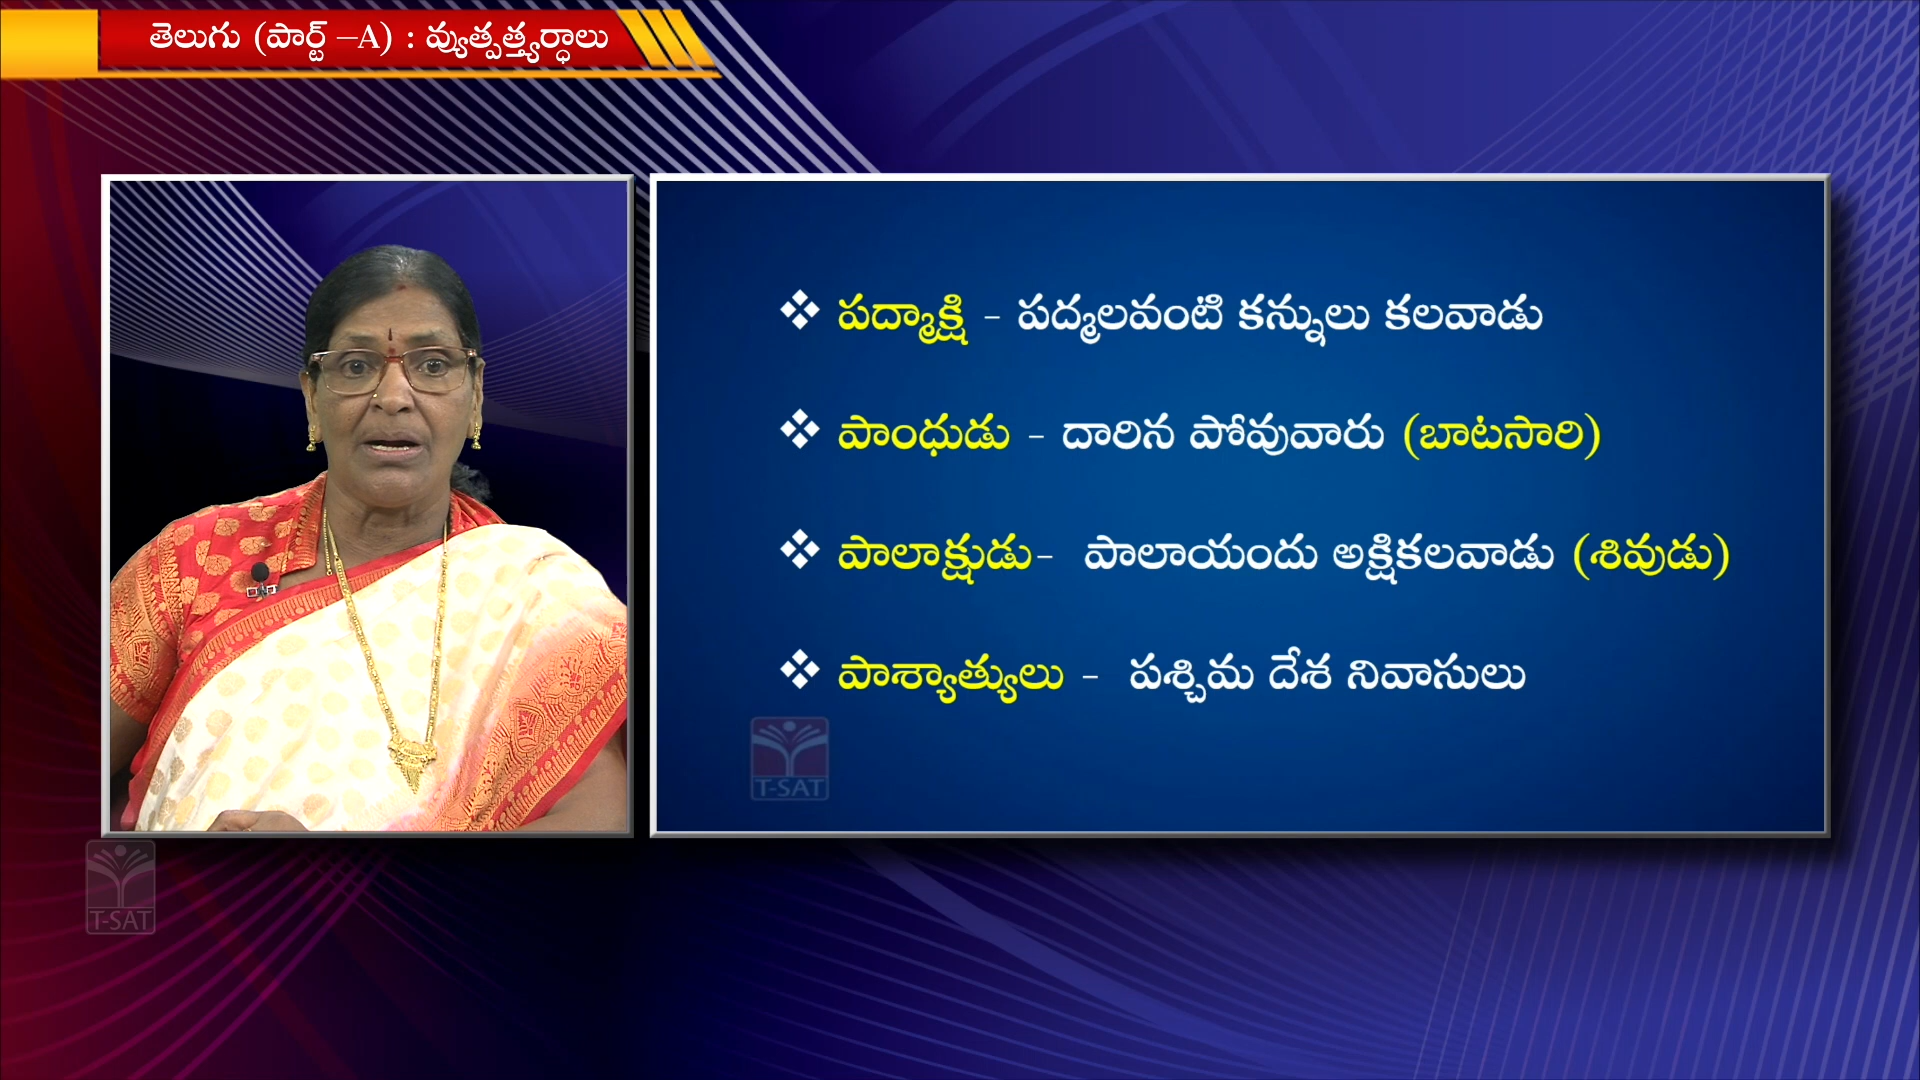 తెలుగు (పార్ట్ –A) : వ్యుత్పత్త్యర్థాలు
పద్మాక్షి - పద్మలవంటి కన్నులు కలవాడు
పాంధుడు - దారిన పోవువారు (బాటసారి)
పాలాక్షుడు- పాలాయందు అక్షికలవాడు (శివుడు)
పాశ్యాత్యులు - పశ్చిమ దేశ నివాసులు
T-SAT
T-SAT